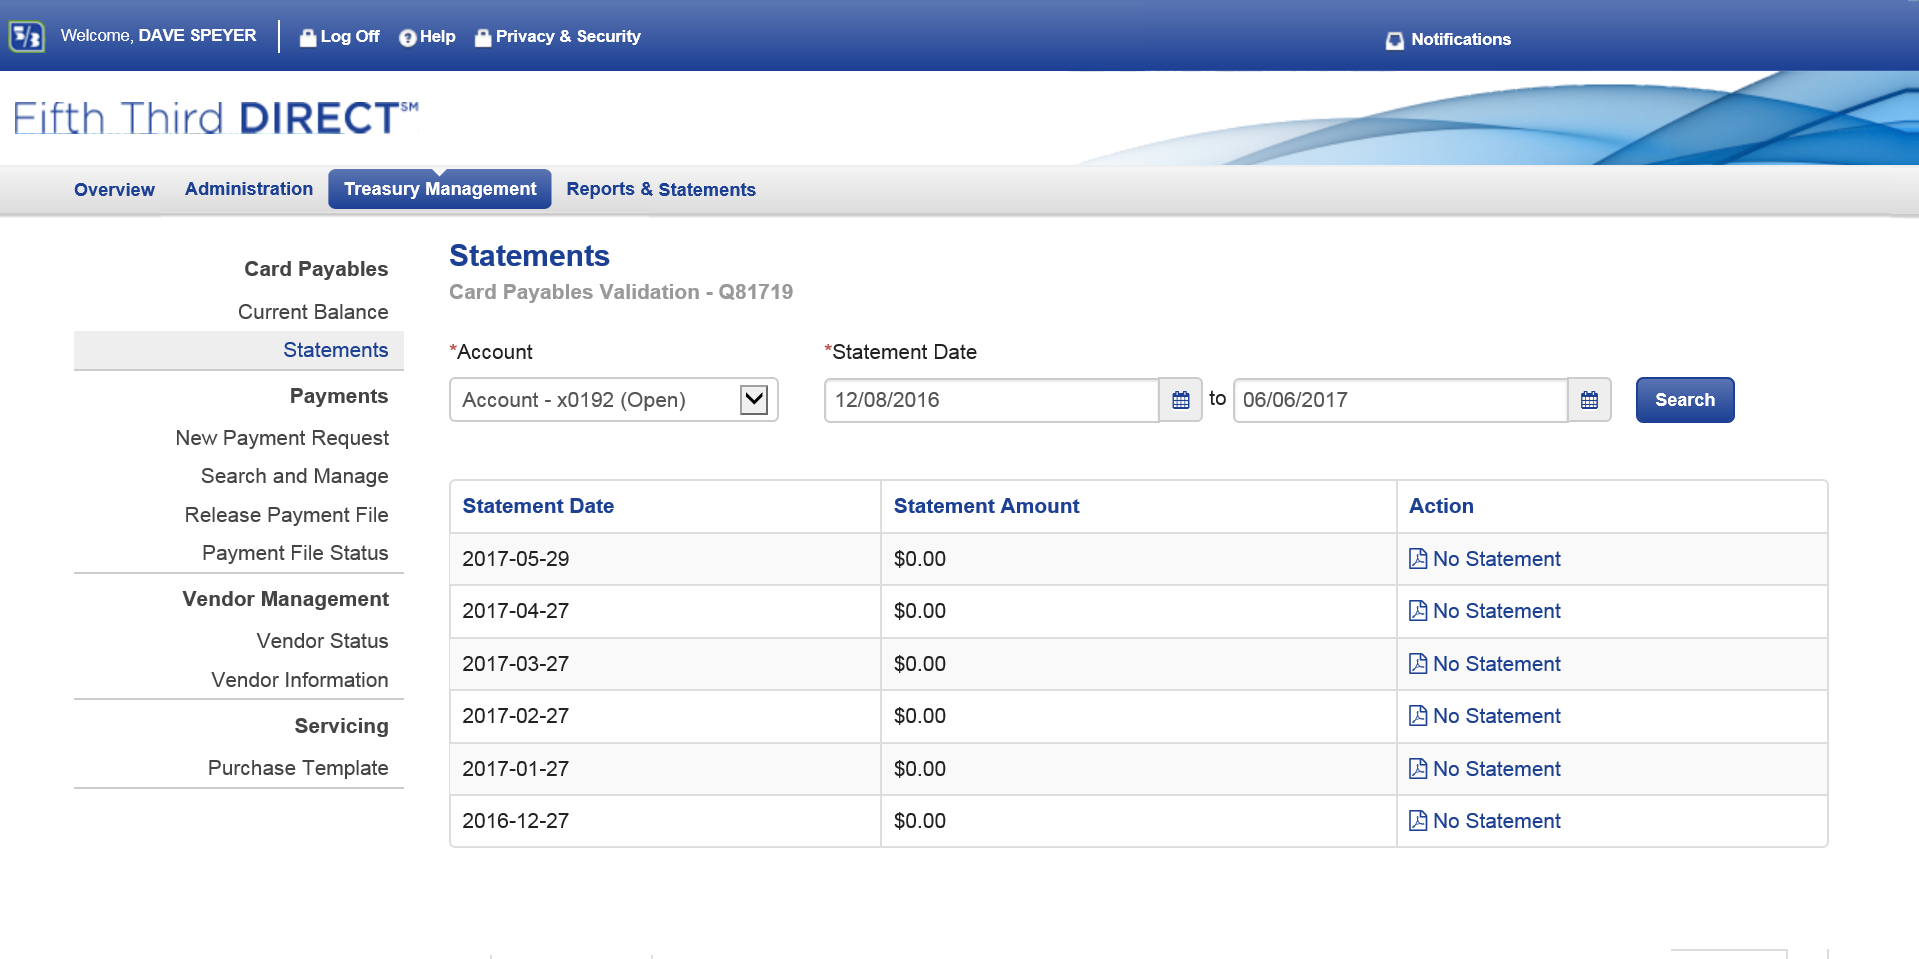 5/3 Welcome, DAVE SPEYER Log Off Help Privacy & Security Notifications
Fifth Third DIRECT℠
Overview Administration Treasury Management Reports & Statements
Card Payables
Current Balance
Statements
Payments
New Payment Request
Search and Manage
Release Payment File
Payment File Status
Vendor Management
Vendor Status
Vendor Information
Servicing
Purchase Template
Statements
Card Payables Validation - Q81719
*Account *Statement Date
Account - x0192 (Open) 12/08/2016 to 06/06/2017 Search
Statement Date Statement Amount Action
2017-05-29 $0.00 No Statement
2017-04-27 $0.00 No Statement
2017-03-27 $0.00 No Statement
2017-02-27 $0.00 No Statement
2017-01-27 $0.00 No Statement
2016-12-27 $0.00 No Statement